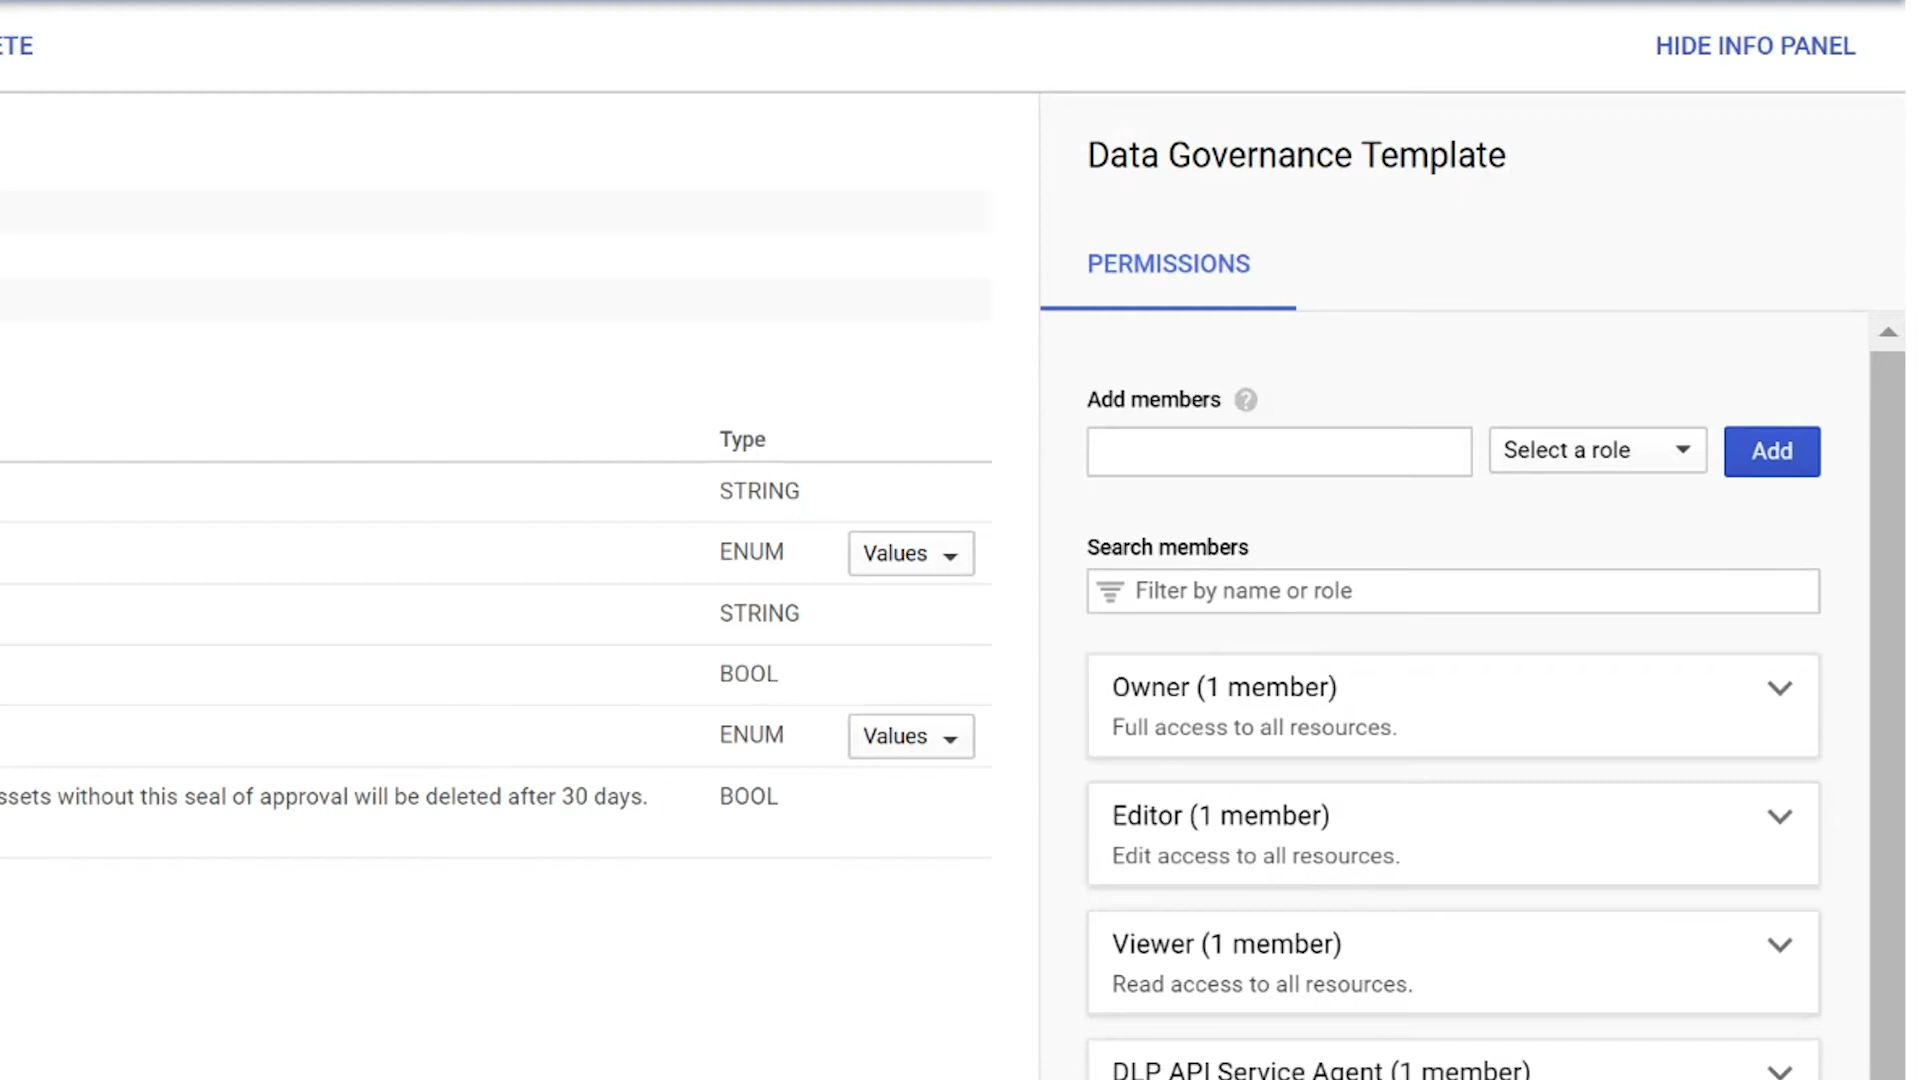 ETE
HIDE INFO PANEL
Data Governance Template
PERMISSIONS
Add members ?
Select a role
Add
Type
STRING
ENUM
Values
STRING
BOOL
ENUM
Values
ssets without this seal of approval will be deleted after 30 days.
BOOL
Search members
Filter by name or role
Owner (1 member)
Full access to all resources.
Editor (1 member)
Edit access to all resources.
Viewer (1 member)
Read access to all resources.
DLP API Service Agent (1 member)